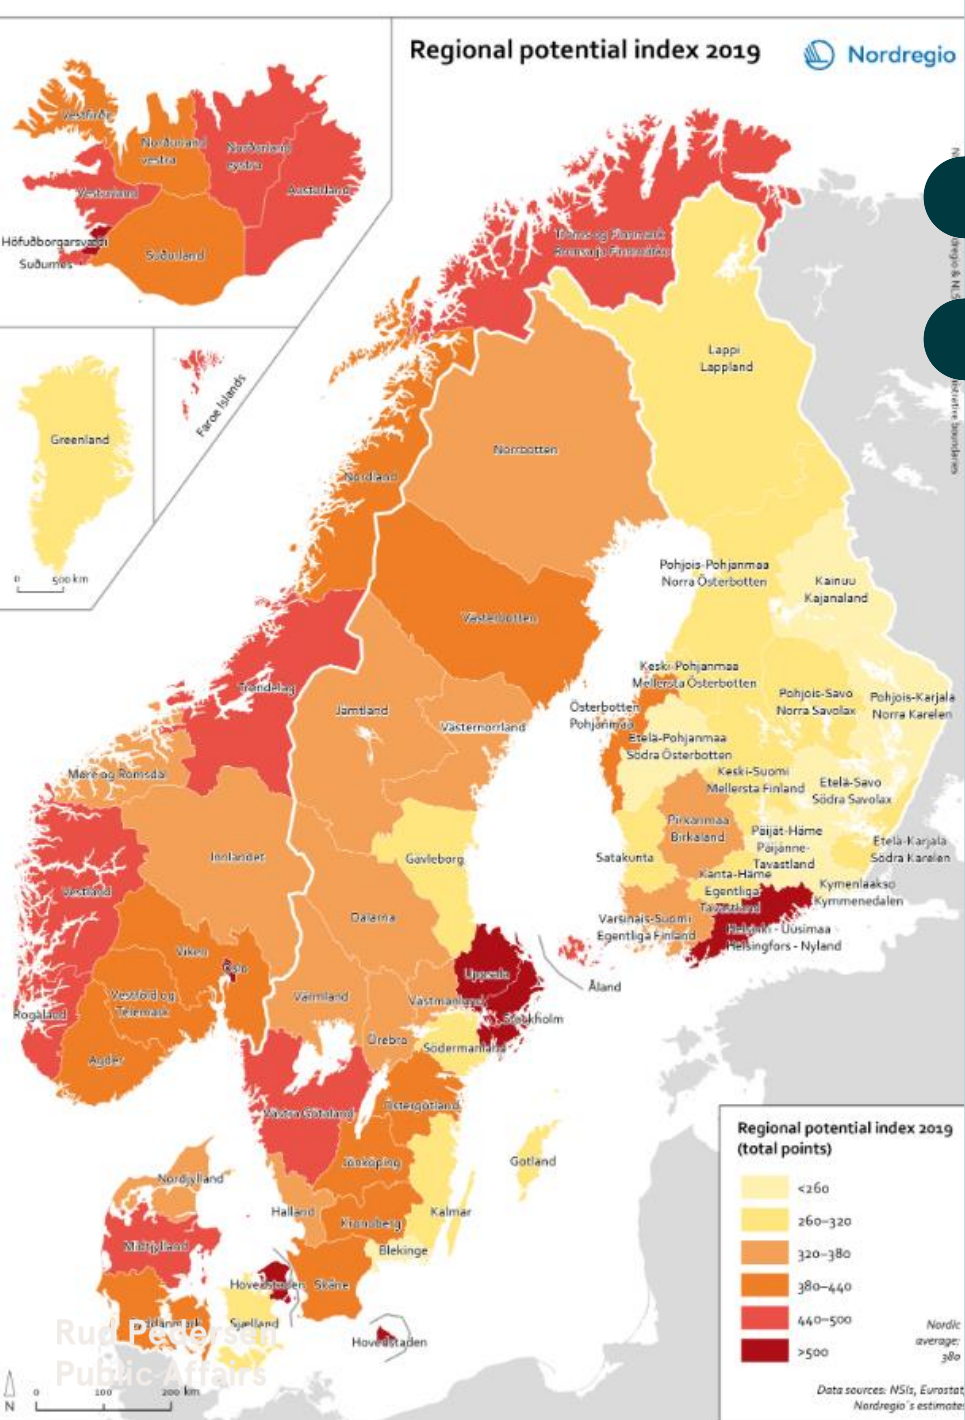 Regional potential index 2019
Nordregio
Vestfirðir
Norðurland
vestra
Norðurland
eystra
Vesturland
Austurland
Höfuðborgarsvæði
Suðurnes
Suðurland
Greenland
0 500 km
Faroe Islands
Troms og Finnmark
Romsa ja Finnmárku
Lappi
Lappland
Norrbotten
Nordland
Pohjois-Pohjanmaa
Norra Österbotten
Kainuu
Kajanaland
Västerbotten
Keski-Pohjanmaa
Mellersta Österbotten
Trøndelag
Österbotten
Pohjanmaa
Pohjois-Savo
Norra Savolax
Pohjois-Karjala
Norra Karelen
Jämtland
Västernorrland
Etelä-Pohjanmaa
Södra Österbotten
Møre og Romsdal
Keski-Suomi
Mellersta Finland
Etelä-Savo
Södra Savolax
Pirkanmaa
Birkaland
Päijät-Häme
Päijänne-
Tavastland
Etelä-Karjala
Södra Karelen
Innlandet
Gävleborg
Satakunta
Kanta-Häme
Egentliga
Tavastland
Kymenlaakso
Kymmenedalen
Vestland
Dalarna
Varsinais-Suomi
Egentliga Finland
Helsinki - Uusimaa
Helsingfors - Nyland
Viken
Oslo
Uppsala
Åland
Vestfold og
Telemark
Värmland
Västmanland
Rogaland
Stockholm
Örebro
Södermanland
Agder
Västra Götaland
Östergötland
Jönköping
Gotland
Nordjylland
Halland
Kronoberg
Kalmar
Midtjylland
Blekinge
Hovedstaden
Skåne
Sjælland
Hovedstaden
Rud Pedersen
Public Affairs
N
0 100 200 km
Regional potential index 2019
(total points)
<260
260–320
320–380
380–440
440–500
>500
Nordic
average:
380
Data sources: NSIs, Eurostat,
Nordregio´s estimates